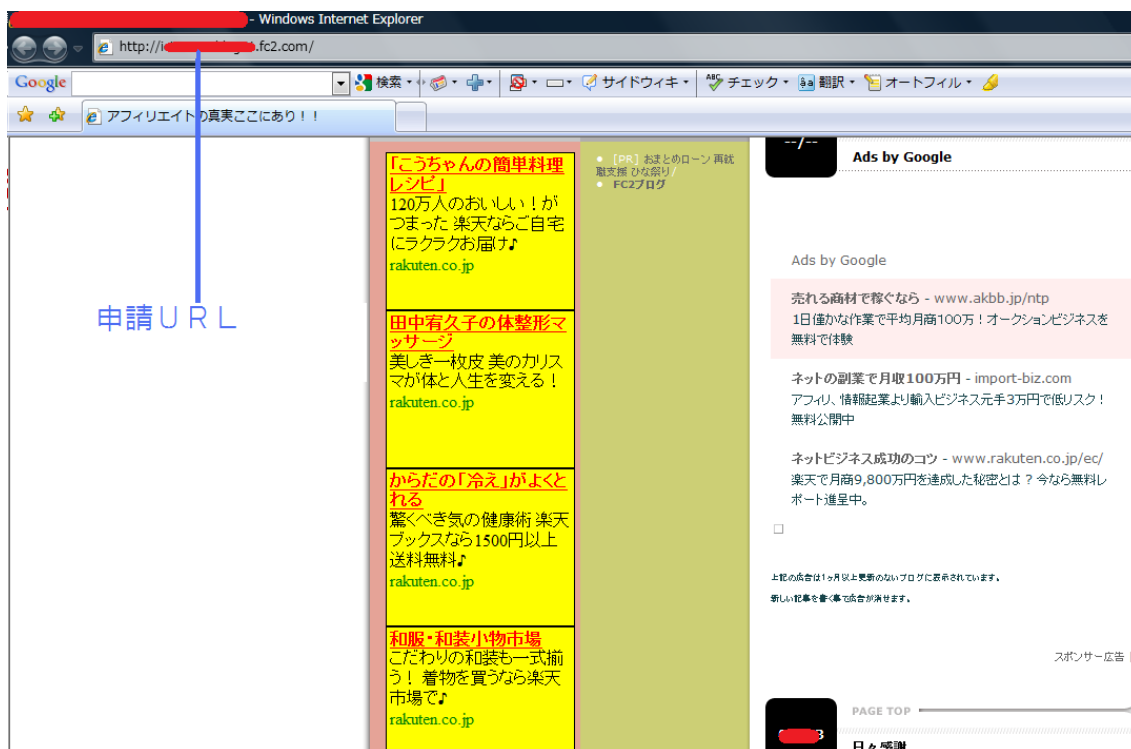 - Windows Internet Explorer
http://i
.fc2.com/
Google
検索
サイドウィキ
チェック
翻訳
オートフィル
アフィリエイトの真実ここにあり！！
申請ＵＲＬ
「こうちゃんの簡単料理
レシピ」
120万人のおいしい！が
つまった 楽天ならご自宅
にラクラクお届け♪
rakuten.co.jp
田中宥久子の体整形マ
ッサージ
美しき一枚皮 美のカリス
マが体と人生を変える！
rakuten.co.jp
からだの「冷え」がよくと
れる
驚くべき気の健康術 楽天
ブックスなら1500円以上
送料無料♪
rakuten.co.jp
和服・和装小物市場
こだわりの和装も一式揃
う！ 着物を買うなら楽天
市場で♪
rakuten.co.jp
[PR] おまとめローン 再就
職支援 ひな祭り/
FC2ブログ
--/--
Ads by Google
Ads by Google
売れる商材で稼ぐなら - www.akbb.jp/ntp
1日僅かな作業で平均月商100万！オークションビジネスを
無料で体験
ネットの副業で月収100万円 - import-biz.com
アフィリ、情報起業より輸入ビジネス元手3万円で低リスク！
無料公開中
ネットビジネス成功のコツ - www.rakuten.co.jp/ec/
楽天で月商9,800万円を達成した秘密とは？今なら無料レ
ポート進呈中。
上記の広告は1ヶ月以上更新のないブログに表示されています。
新しい記事を書く事で広告が消せます。
スポンサー広告
PAGE TOP
3
日々感謝